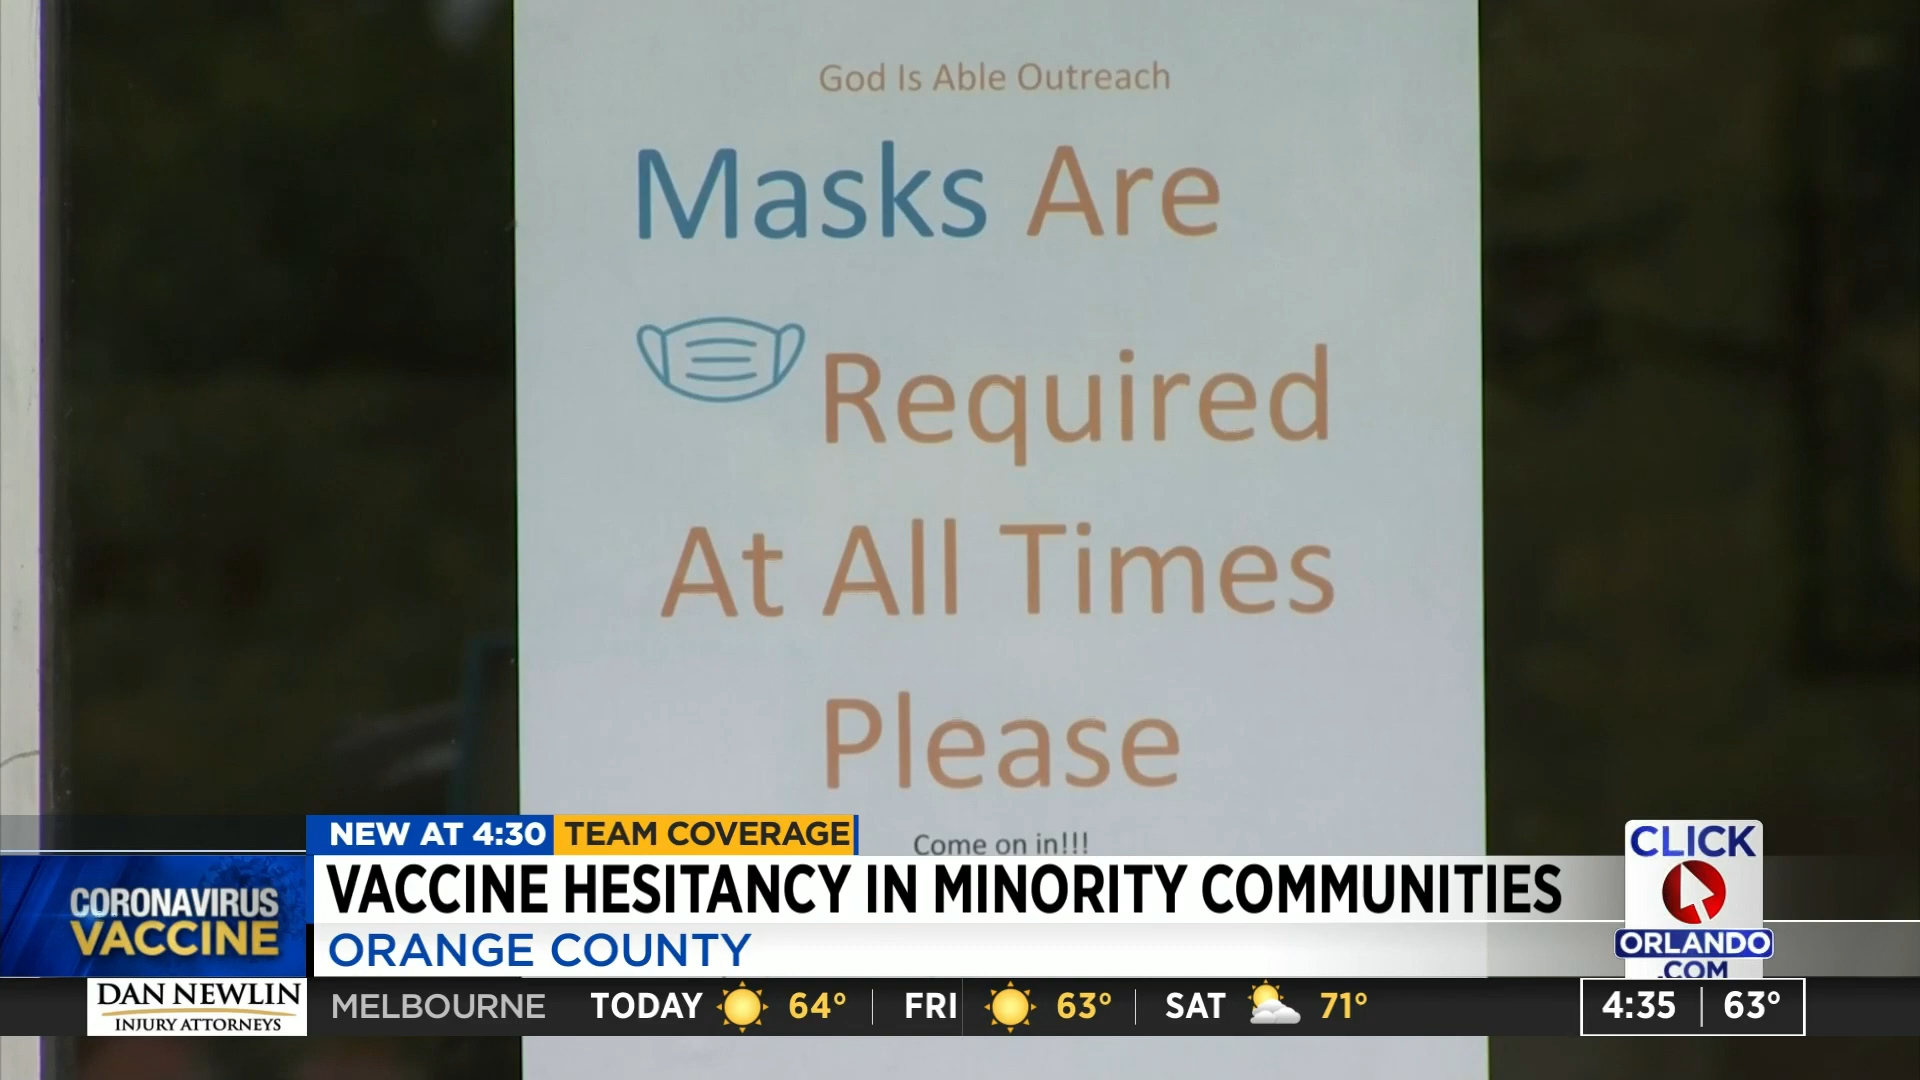 God Is Able Outreach
Masks Are
Required
At All Times
Please
Come on in!!!
NEW AT 4:30 TEAM COVERAGE
CORONAVIRUS
VACCINE
VACCINE HESITANCY IN MINORITY COMMUNITIES
ORANGE COUNTY
CLICK
ORLANDO
.COM
DAN NEWLIN
INJURY ATTORNEYS
MELBOURNE TODAY 64° FRI 63° SAT 71°
4:35 63°